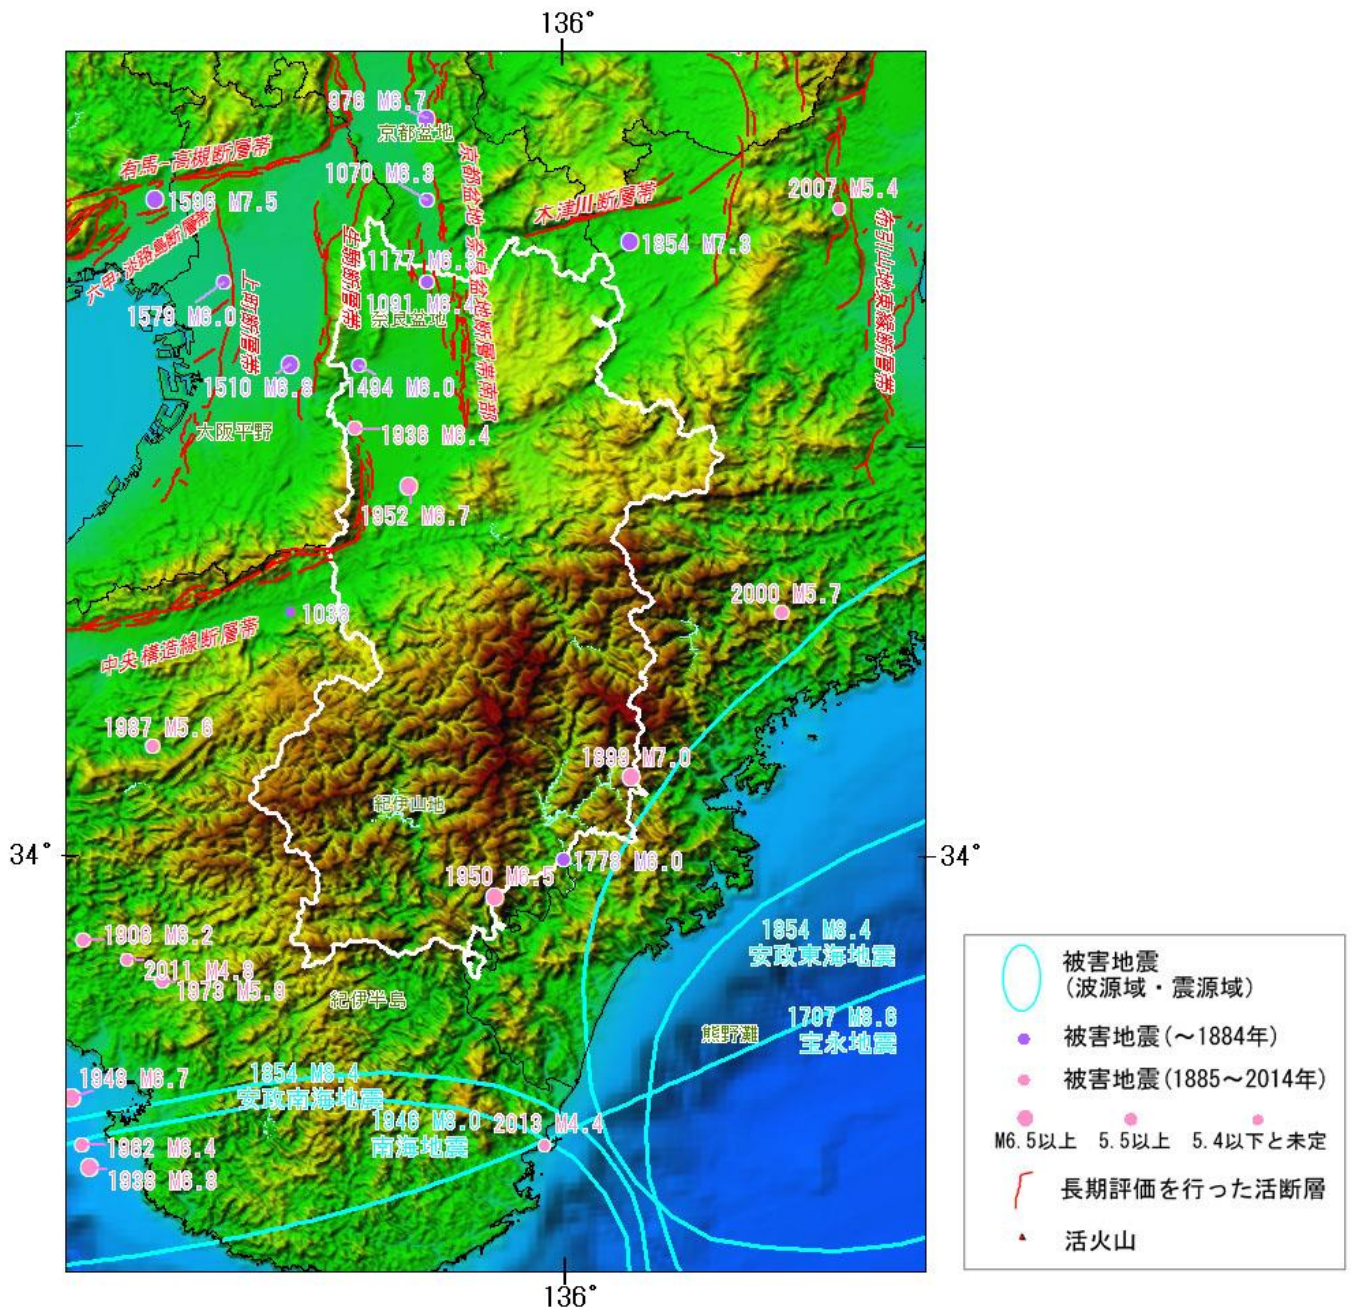 136°
976 M6.7
京都盆地
有馬-高槻断層帯
1070 M6.3
京都盆地-奈良盆地断層帯南部
木津川断層帯
2007 M5.4
1596 M7.5
布引山地東縁断層帯
六甲・淡路島断層帯
生駒断層帯
1854 M7.3
1177 M6.3
上町断層帯
1091 M6.4
1579 M6.0
奈良盆地
1510 M6.8
1494 M6.0
大阪平野
1936 M6.4
1952 M6.7
2000 M5.7
1038
中央構造線断層帯
1987 M5.6
1899 M7.0
紀伊山地
34°
34°
1778 M6.0
1950 M6.5
1906 M6.2
2011 M4.8
1973 M5.9
紀伊半島
1854 M8.4
安政東海地震
1707 M8.6
宝永地震
熊野灘
1948 M6.7
1854 M8.4
安政南海地震
1946 M8.0
南海地震
2013 M4.4
1962 M6.4
1938 M6.8
136°
被害地震
(波源域・震源域)
被害地震(～1884年)
被害地震(1885～2014年)
M6.5以上 5.5以上 5.4以下と未定
長期評価を行った活断層
活火山